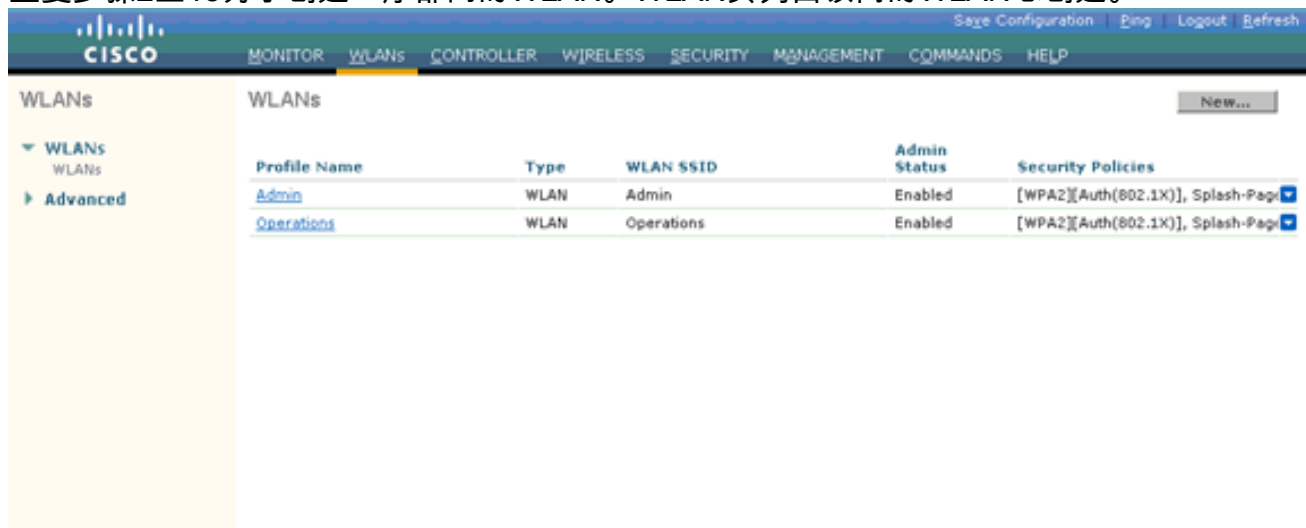 Save Configuration | Ping | Logout | Refresh
CISCO
MONITOR WLANs CONTROLLER WIRELESS SECURITY MANAGEMENT COMMANDS HELP
WLANs
WLANs
New...
WLANs
WLANs
Advanced
Profile Name Type WLAN SSID Admin Status Security Policies
Admin WLAN Admin Enabled [WPA2][Auth(802.1X)], Splash-Pag
Operations WLAN Operations Enabled [WPA2][Auth(802.1X)], Splash-Pag